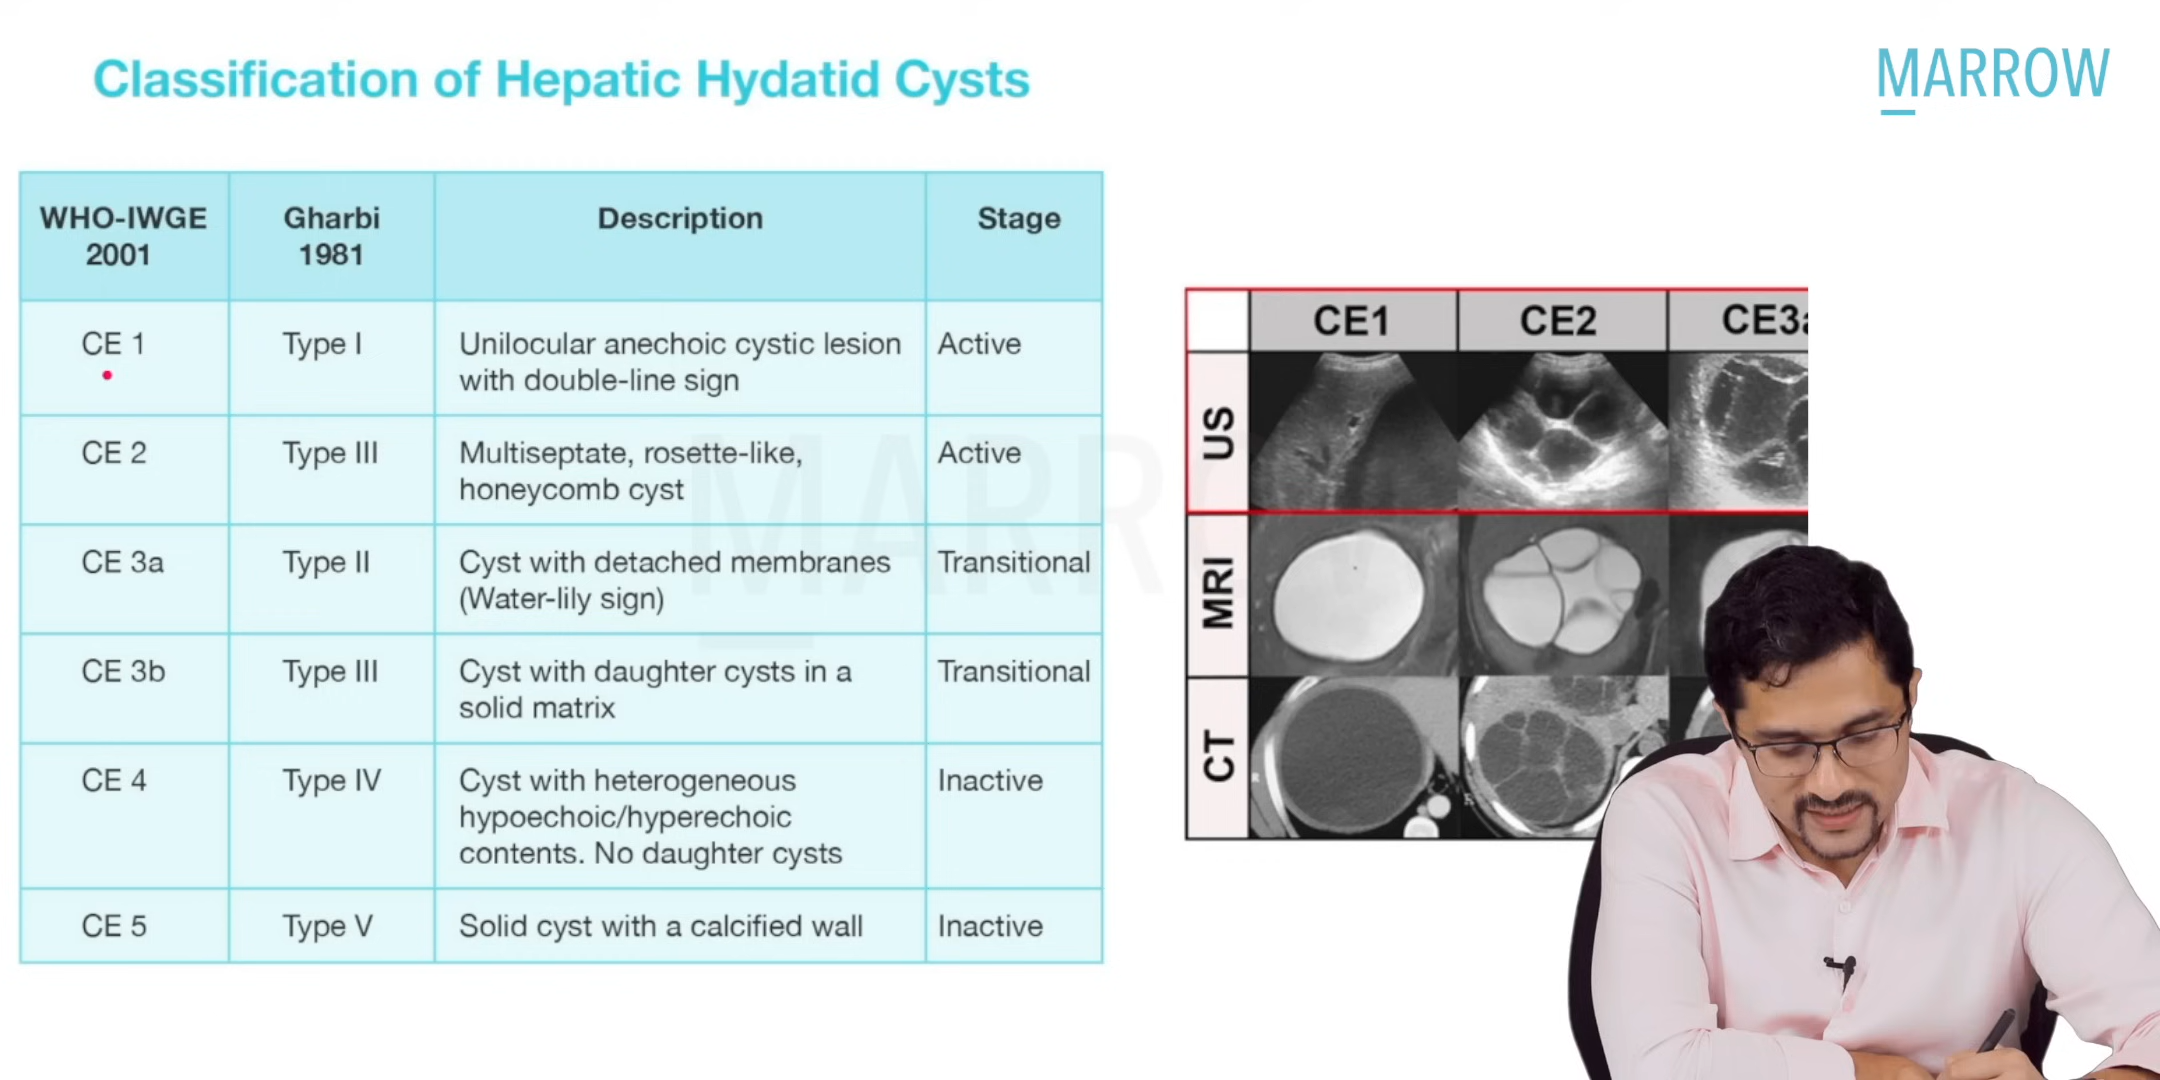 Classification of Hepatic Hydatid Cysts
MARROW
WHO-IWGE 2001
Gharbi 1981
Description
Stage
CE 1
Type I
Unilocular anechoic cystic lesion
with double-line sign
Active
CE 2
Type III
Multiseptate, rosette-like,
honeycomb cyst
Active
CE 3a
Type II
Cyst with detached membranes
(Water-lily sign)
Transitional
CE 3b
Type III
Cyst with daughter cysts in a
solid matrix
Transitional
CE 4
Type IV
Cyst with heterogeneous
hypoechoic/hyperechoic
contents. No daughter cysts
Inactive
CE 5
Type V
Solid cyst with a calcified wall
Inactive
CE1
CE2
US
MRI
CT
MARRO